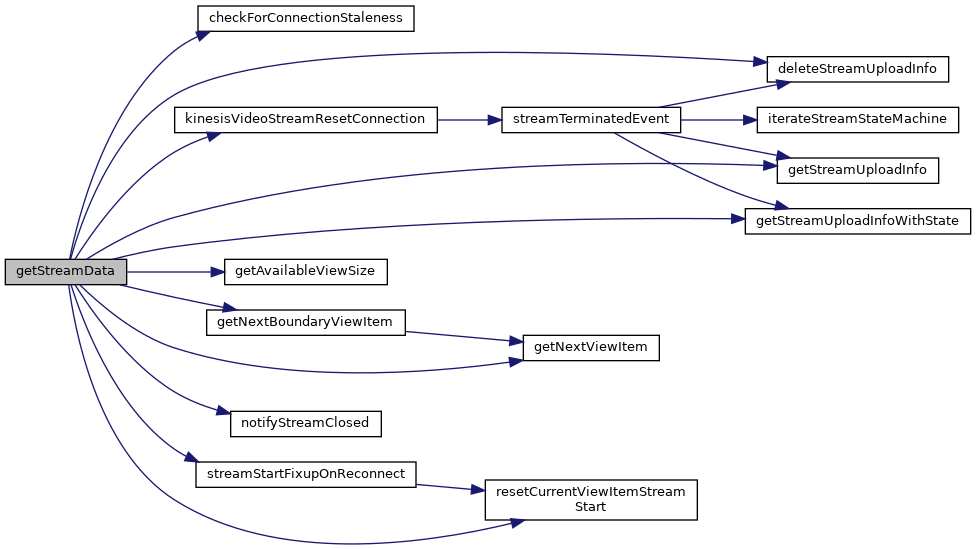 checkForConnectionStaleness
deleteStreamUploadInfo
kinesisVideoStreamResetConnection
streamTerminatedEvent
iterateStreamStateMachine
getStreamUploadInfo
getStreamUploadInfoWithState
getStreamData
getAvailableViewSize
getNextBoundaryViewItem
getNextViewItem
notifyStreamClosed
streamStartFixupOnReconnect
resetCurrentViewItemStream
Start